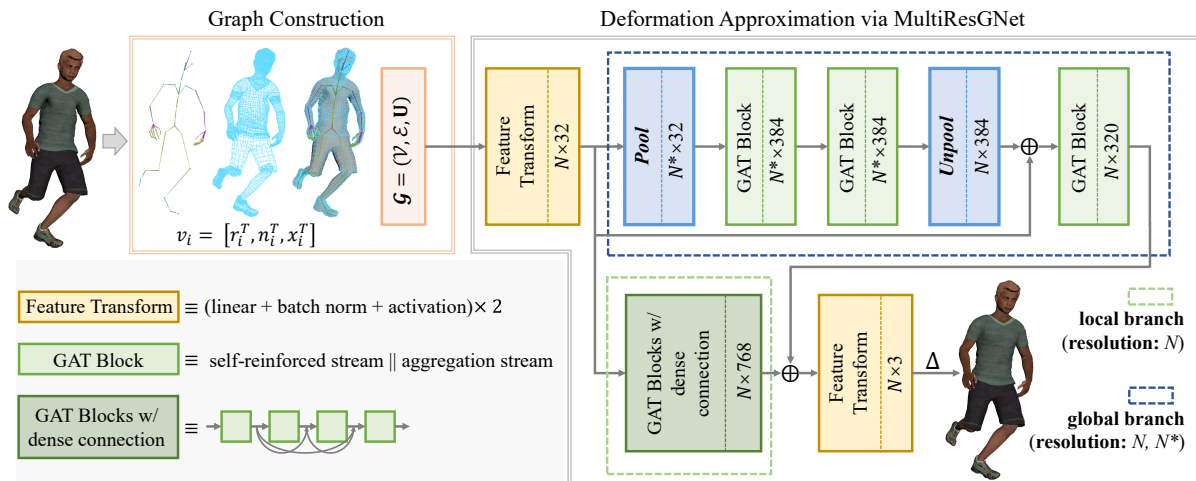 Graph Construction
Deformation Approximation via MultiResGNet
𝓖 = (𝒱, ℰ, 𝐔)
v_i = [r_i^T, n_i^T, x_i^T]
Feature
Transform
N×32
Pool
N*×32
GAT Block
N*×384
GAT Block
N*×384
Unpool
N×384
⊕
GAT Block
N×320
Feature Transform ≡ (linear + batch norm + activation)× 2
GAT Block ≡ self-reinforced stream || aggregation stream
GAT Blocks w/
dense connection ≡
GAT Blocks w/
dense
connection
N×768
⊕
Feature
Transform
N×3
Δ
local branch
(resolution: N)
global branch
(resolution: N, N*)